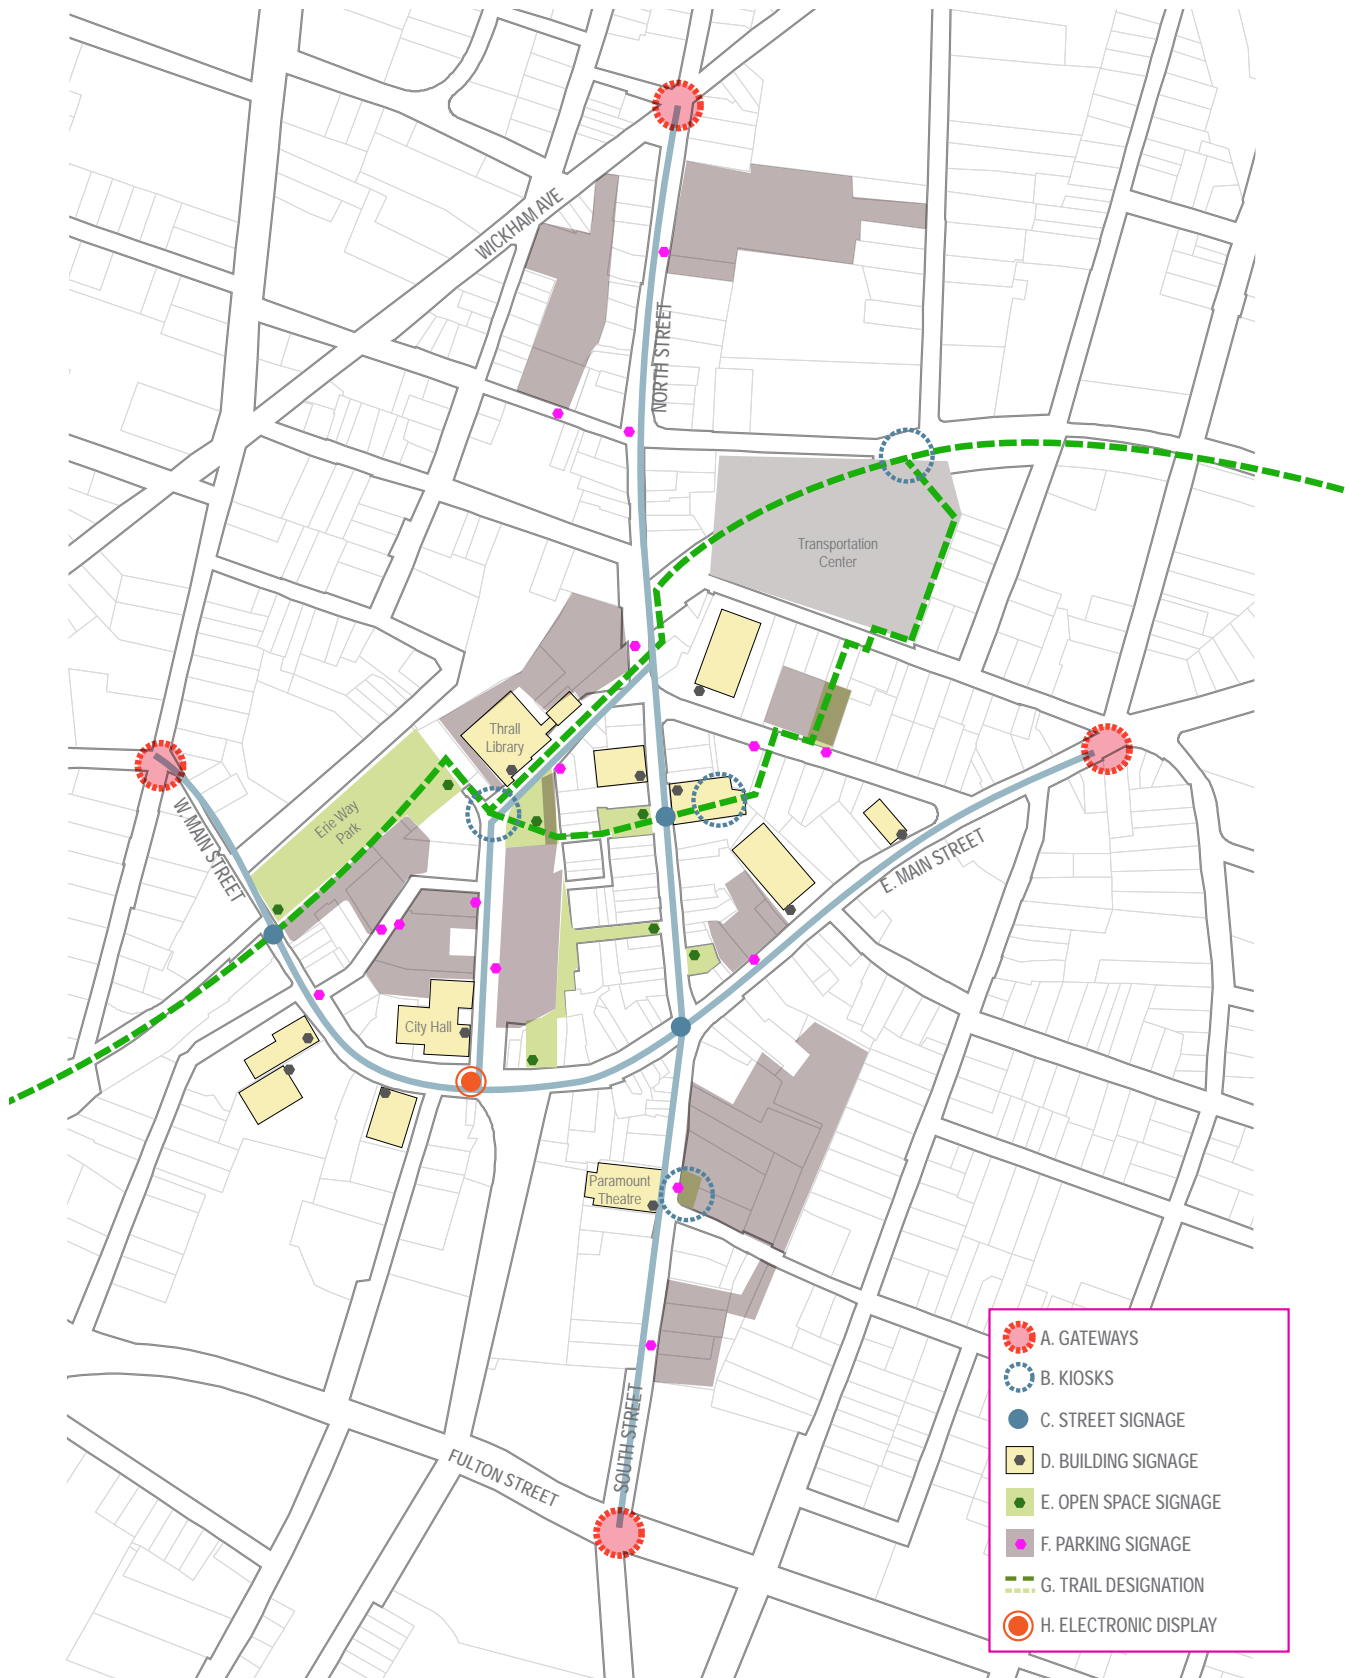 WICKHAM AVE
NORTH STREET
Transportation
Center
Thrall
Library
Erie Way
Park
W. MAIN STREET
E. MAIN STREET
City Hall
Paramount
Theatre
SOUTH STREET
FULTON STREET
A. GATEWAYS
B. KIOSKS
C. STREET SIGNAGE
D. BUILDING SIGNAGE
E. OPEN SPACE SIGNAGE
F. PARKING SIGNAGE
G. TRAIL DESIGNATION
H. ELECTRONIC DISPLAY